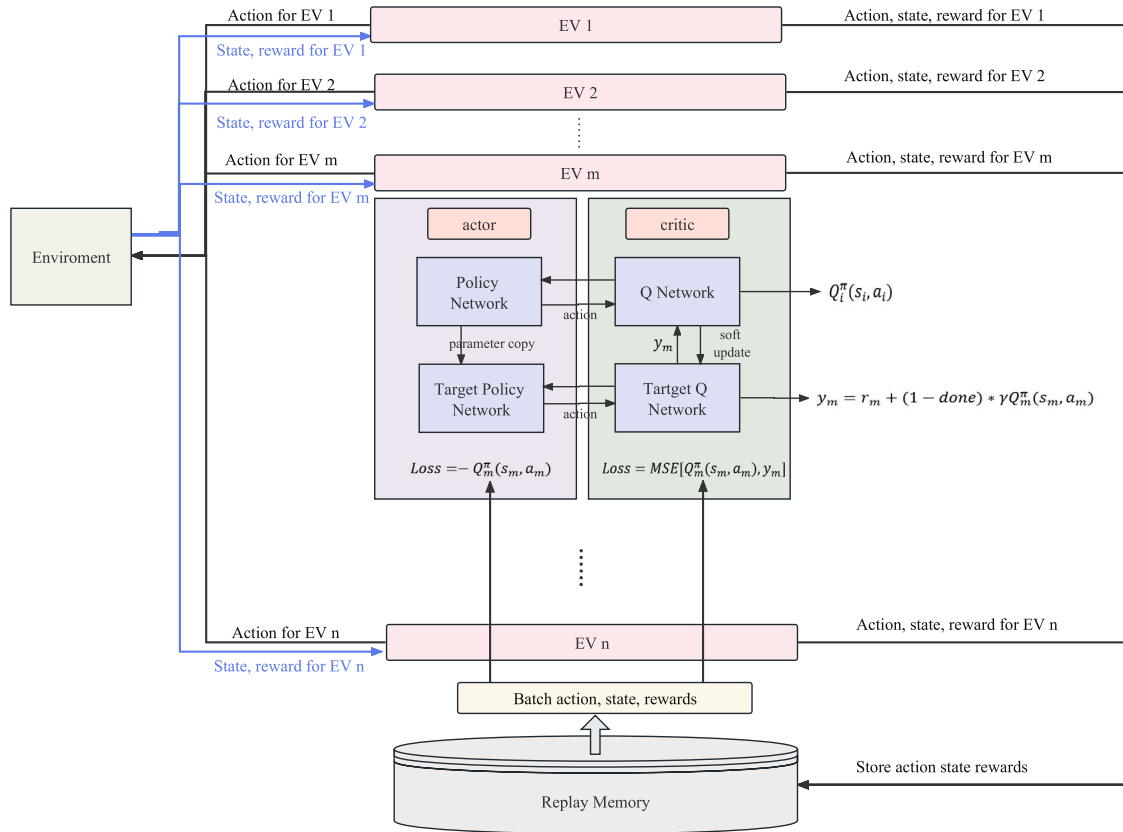 Action for EV 1
EV 1
Action, state, reward for EV 1
State, reward for EV 1
Action for EV 2
EV 2
Action, state, reward for EV 2
State, reward for EV 2
Action for EV m
EV m
Action, state, reward for EV m
State, reward for EV m
actor
critic
Enviroment
Policy
Network
Q Network
Q_i^π(s_i, a_i)
action
parameter copy
y_m
soft
update
Target Policy
Network
Tartget Q
Network
y_m = r_m + (1 − done) ∗ γQ_m^π(s_m, a_m)
action
Loss =− Q_m^π(s_m, a_m)
Loss = MSE[Q_m^π(s_m, a_m), y_m]
Action for EV n
EV n
Action, state, reward for EV n
State, reward for EV n
Batch action, state, rewards
Store action state rewards
Replay Memory